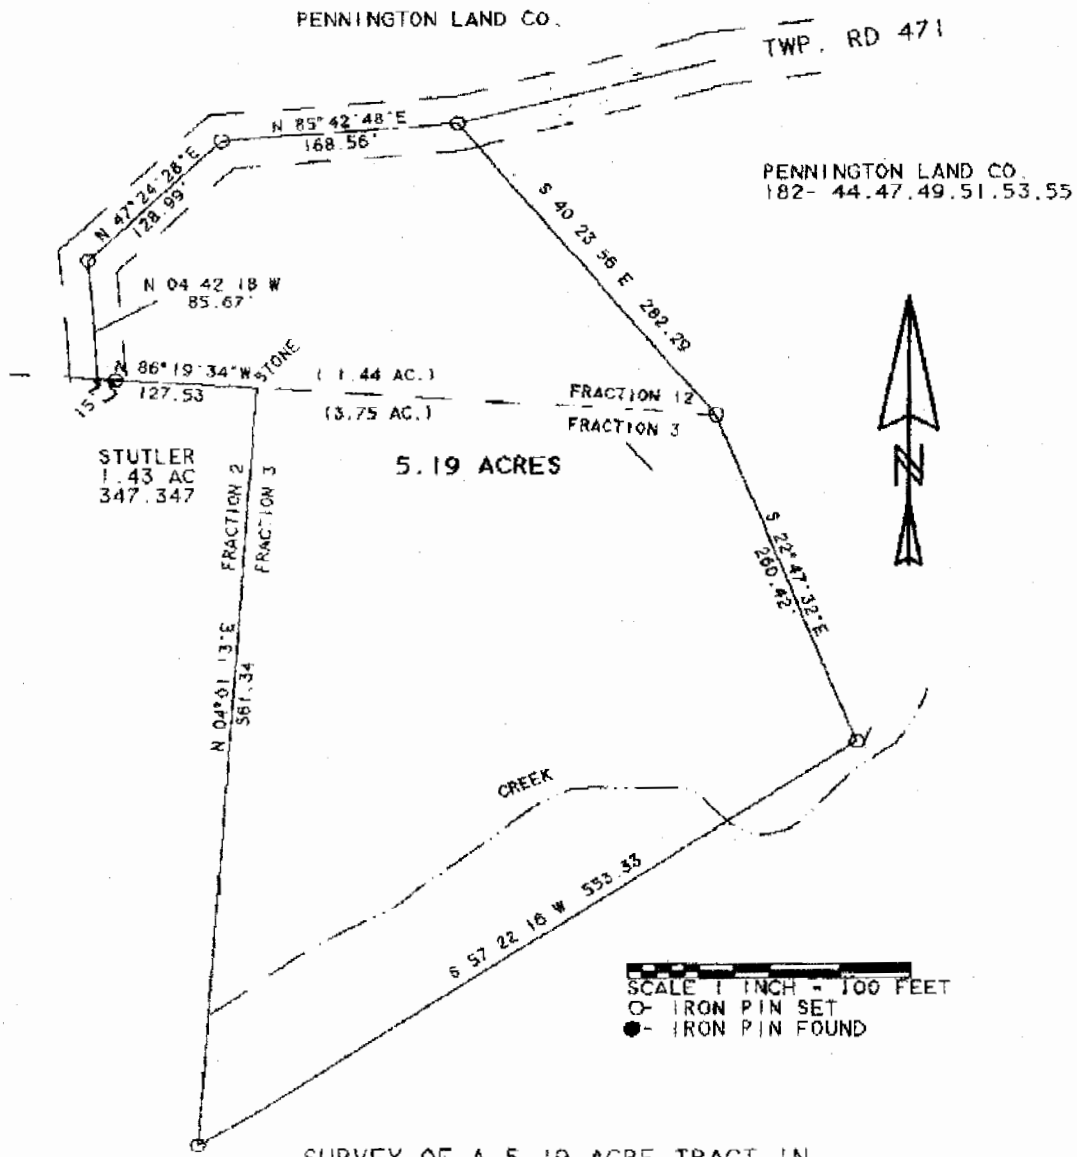 PENNINGTON LAND CO.
TWP. RD 471
N 85°42'48"E
168.56'
N 47°24'28"E
128.99'
PENNINGTON LAND CO.
182- 44.47.49.51.53.55
S 40 23 56 E 282.29
N 04 42 18 W
85.67'
N 86°19'34"W
127.53
STONE
15'
(1.44 AC.)
(3.75 AC.)
FRACTION 12
FRACTION 3
5.19 ACRES
STUTLER
1.43 AC
347.347
FRACTION 2
FRACTION 3
N
S 22°47'32"E
260.42'
N 04°01'13"E
561.34
CREEK
S 57 22 18 W 553.33
SCALE 1 INCH = 100 FEET
O- IRON PIN SET
●- IRON PIN FOUND
SURVEY OF A 5.19 ACRE TRACT IN